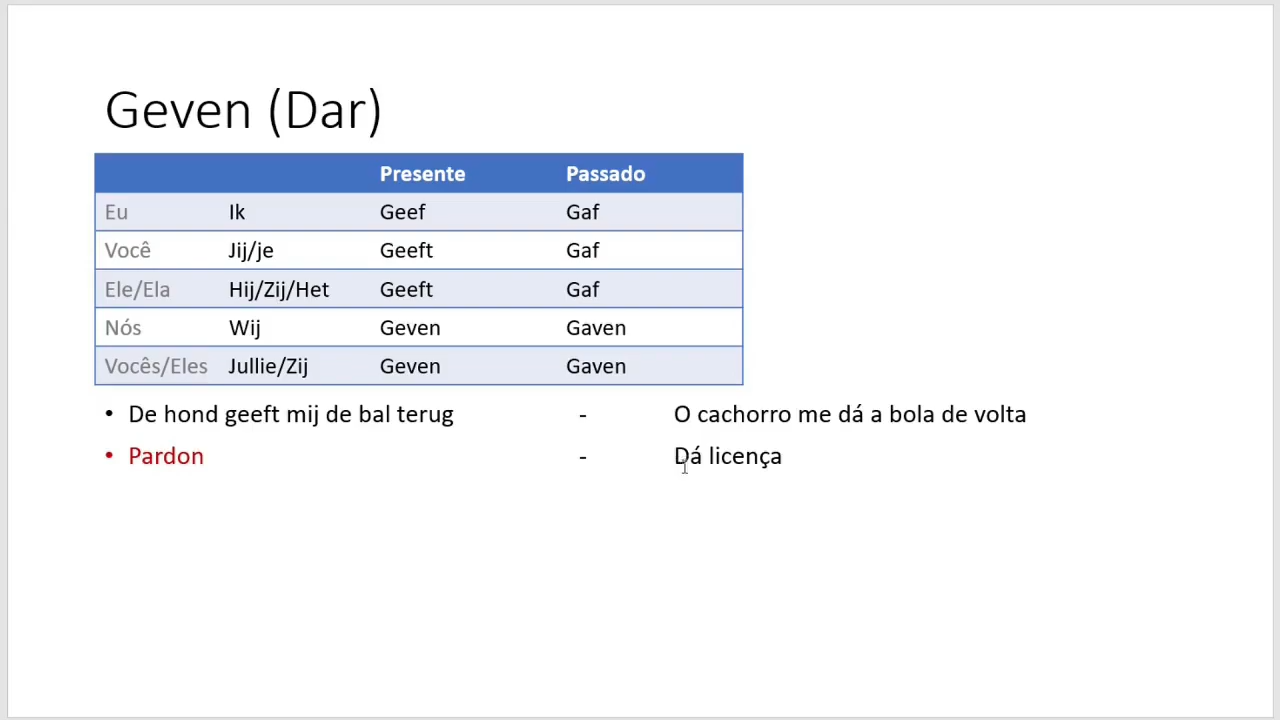 Geven (Dar)
Presente Passado
Eu Ik Geef Gaf
Você Jij/je Geeft Gaf
Ele/Ela Hij/Zij/Het Geeft Gaf
Nós Wij Geven Gaven
Vocês/Eles Jullie/Zij Geven Gaven
• De hond geeft mij de bal terug - O cachorro me dá a bola de volta
• Pardon - Dá licença